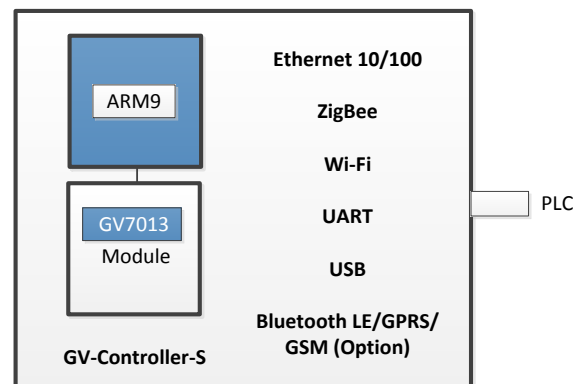 ARM9
GV7013
Module
GV-Controller-S
Ethernet 10/100
ZigBee
Wi-Fi
UART
USB
Bluetooth LE/GPRS/
GSM (Option)
PLC